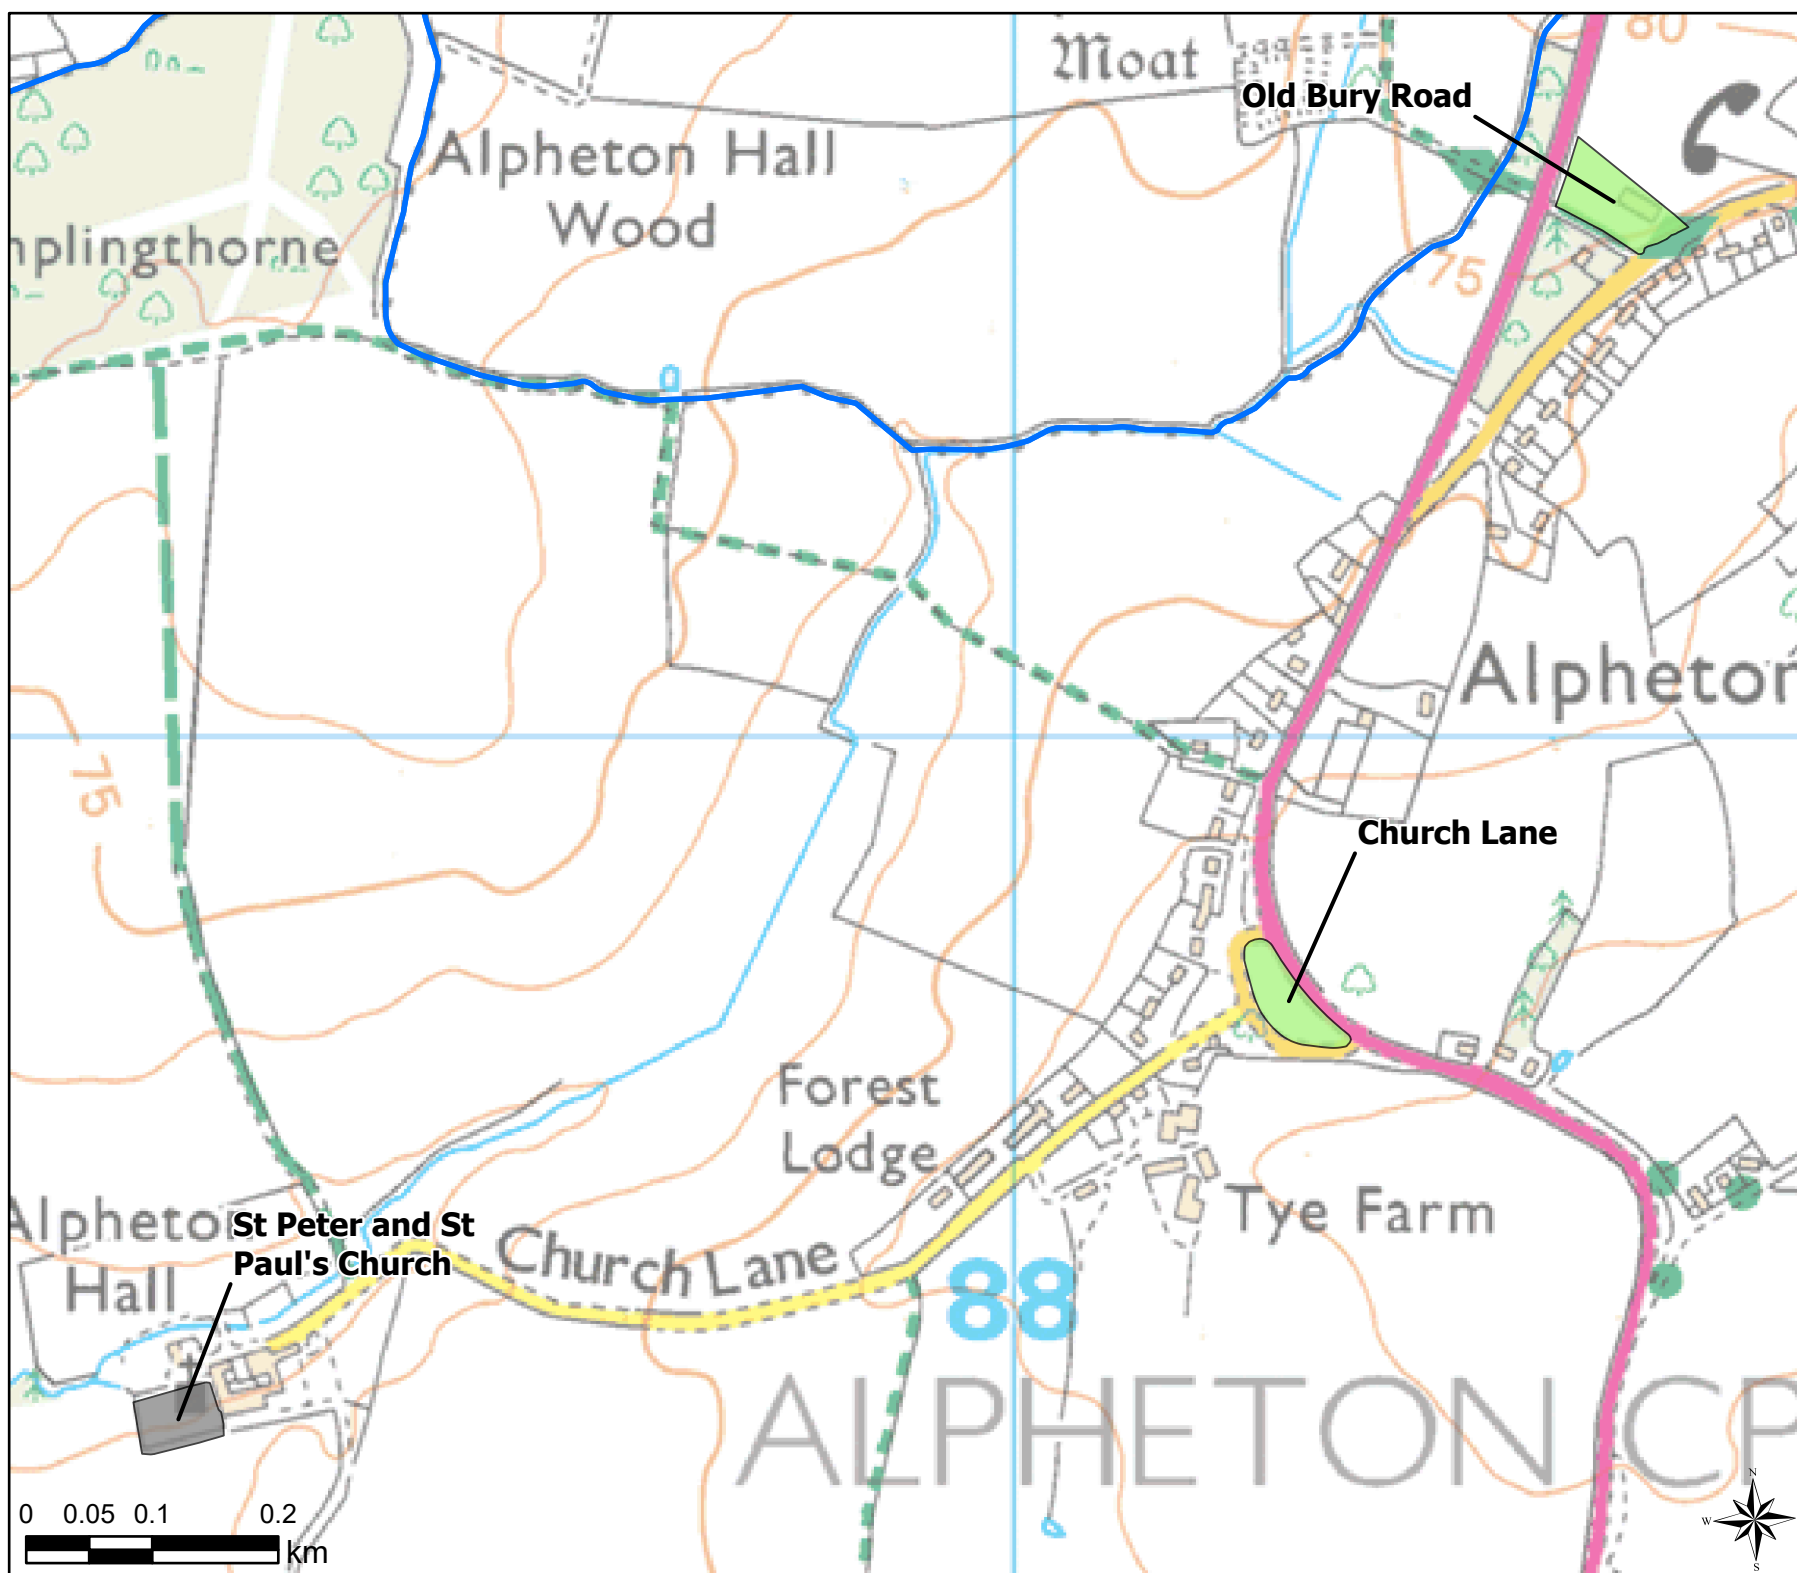 80
Moat
Old Bury Road
Alpheton Hall
Wood
nplingthorne
75
Alpheton
75
Church Lane
Forest
Lodge
Tye Farm
Alpheton
Hall
St Peter and St
Paul's Church
Church Lane
88
ALPHETON CP
0 0.05 0.1 0.2
km
N
W
S